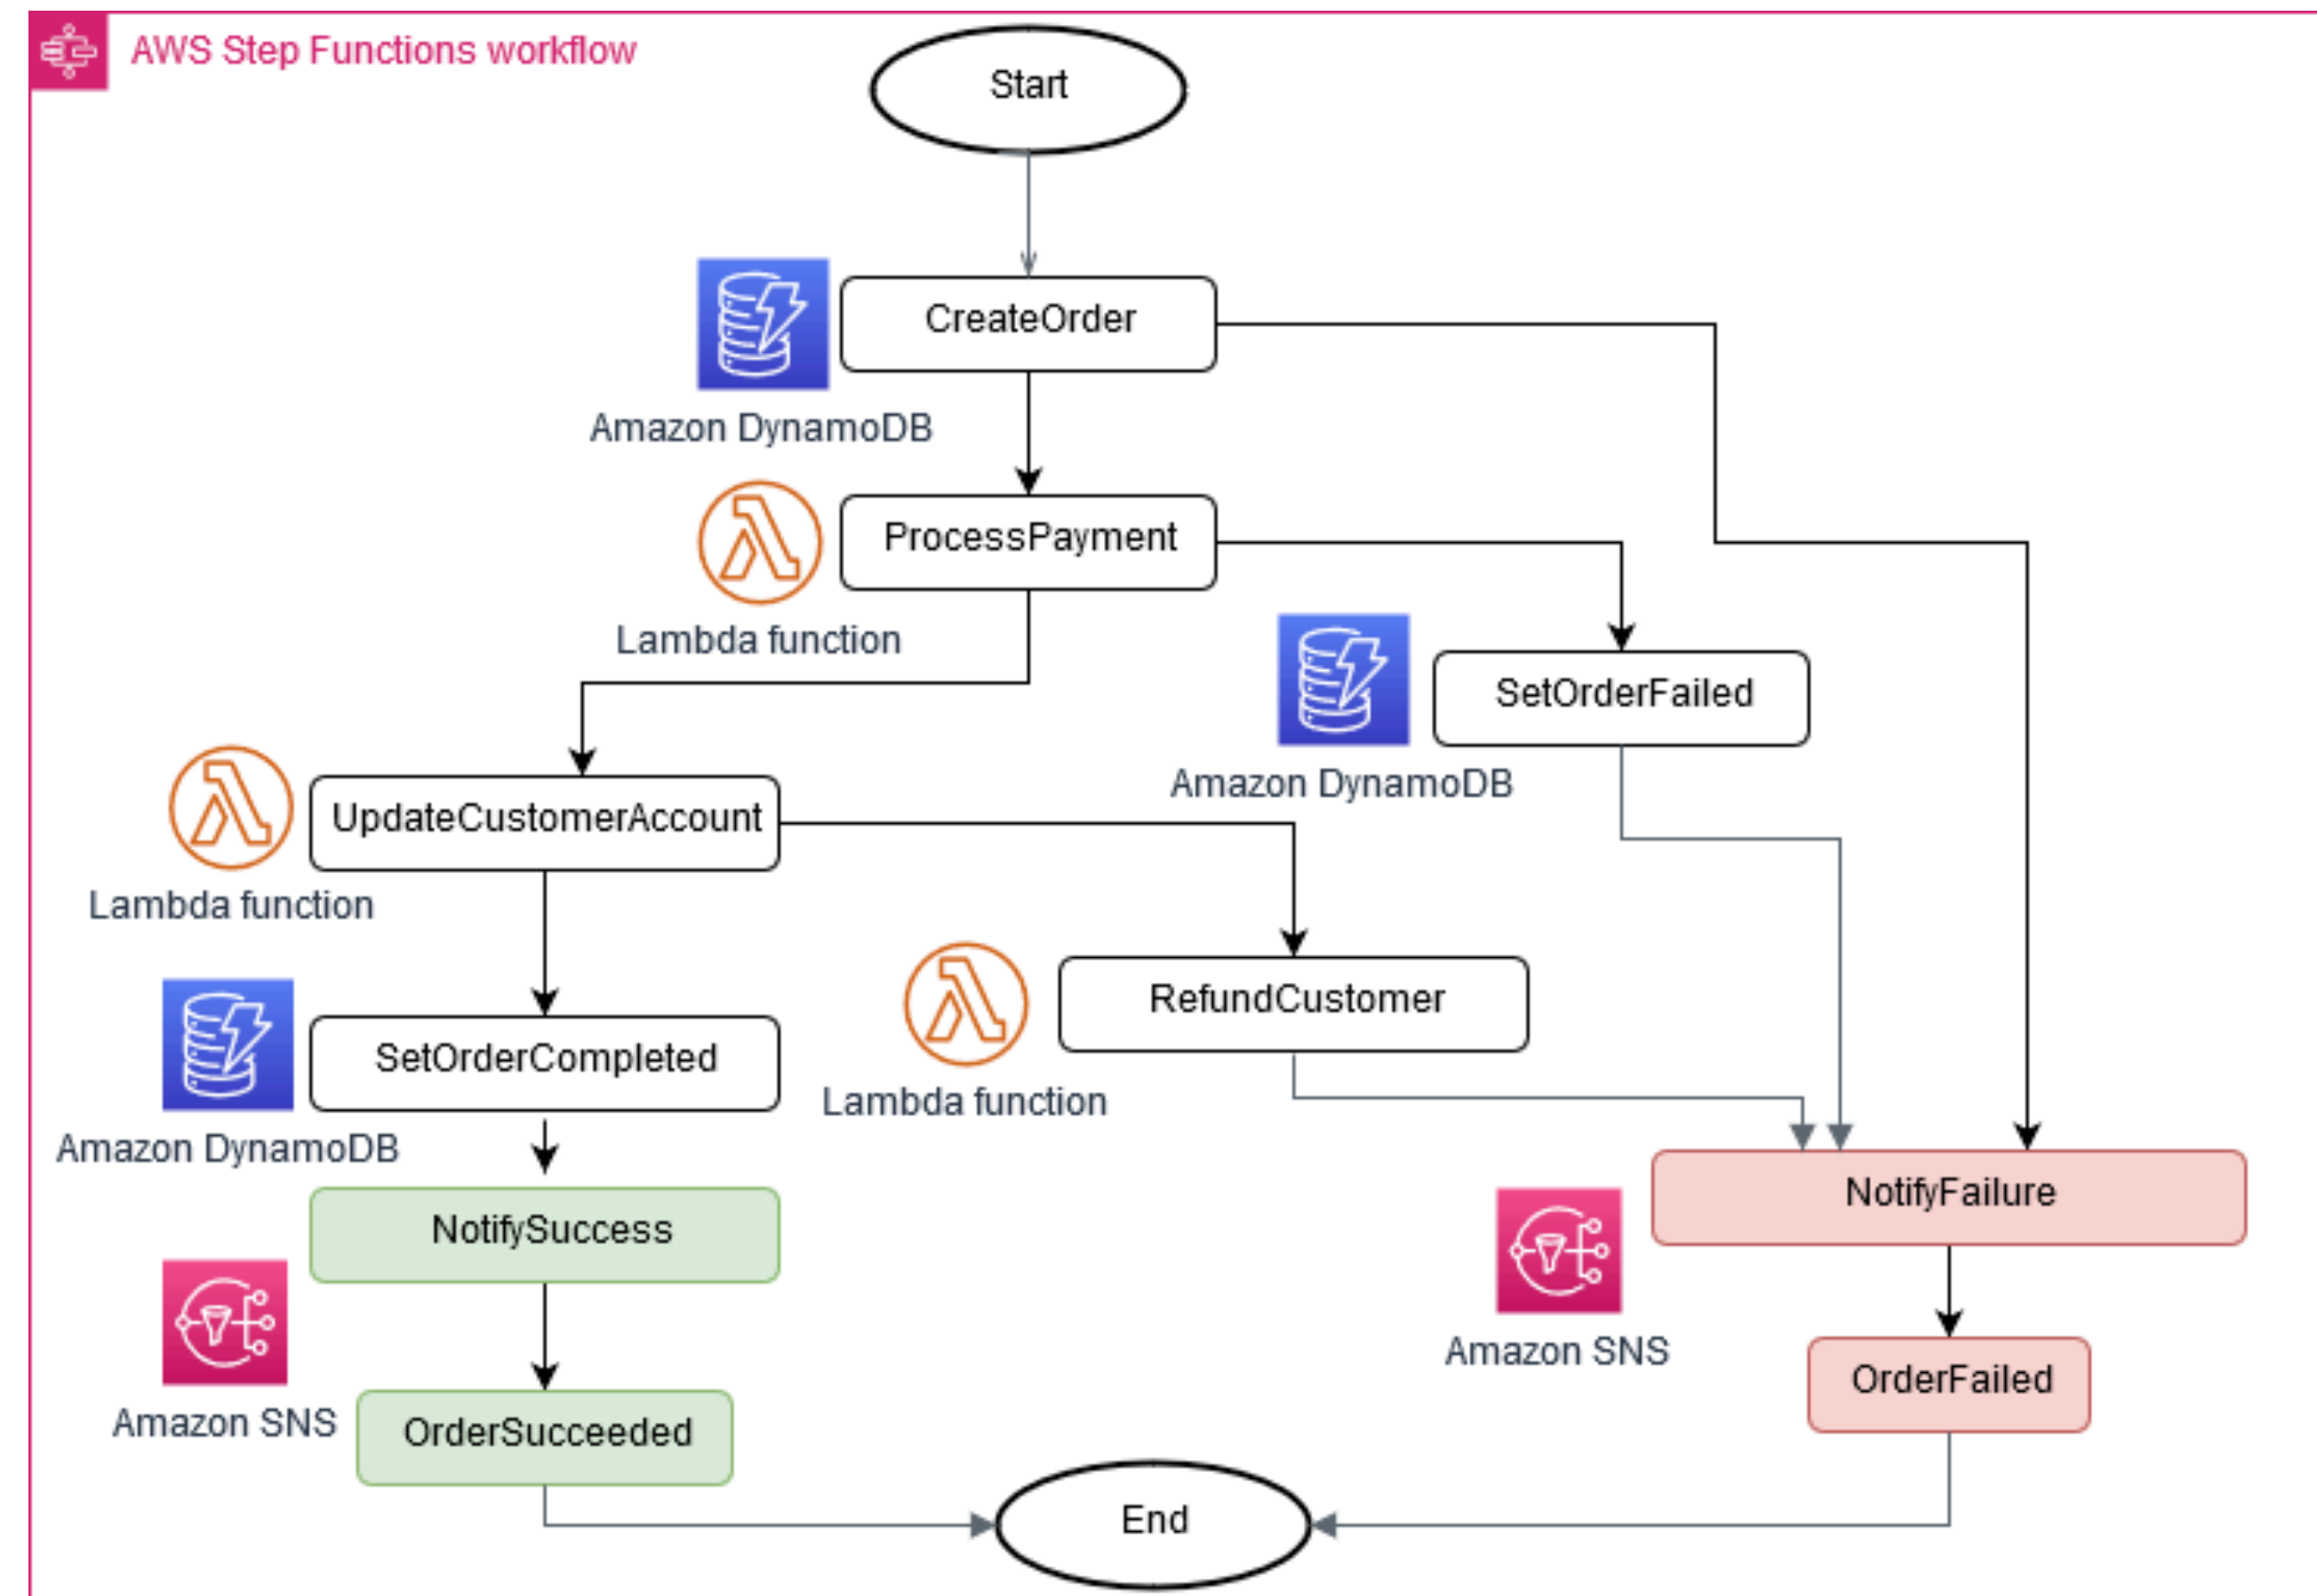 AWS Step Functions workflow
Start
CreateOrder
Amazon DynamoDB
ProcessPayment
Lambda function
SetOrderFailed
Amazon DynamoDB
UpdateCustomerAccount
Lambda function
RefundCustomer
Lambda function
SetOrderCompleted
Amazon DynamoDB
NotifySuccess
Amazon SNS
NotifyFailure
Amazon SNS
OrderFailed
OrderSucceeded
End